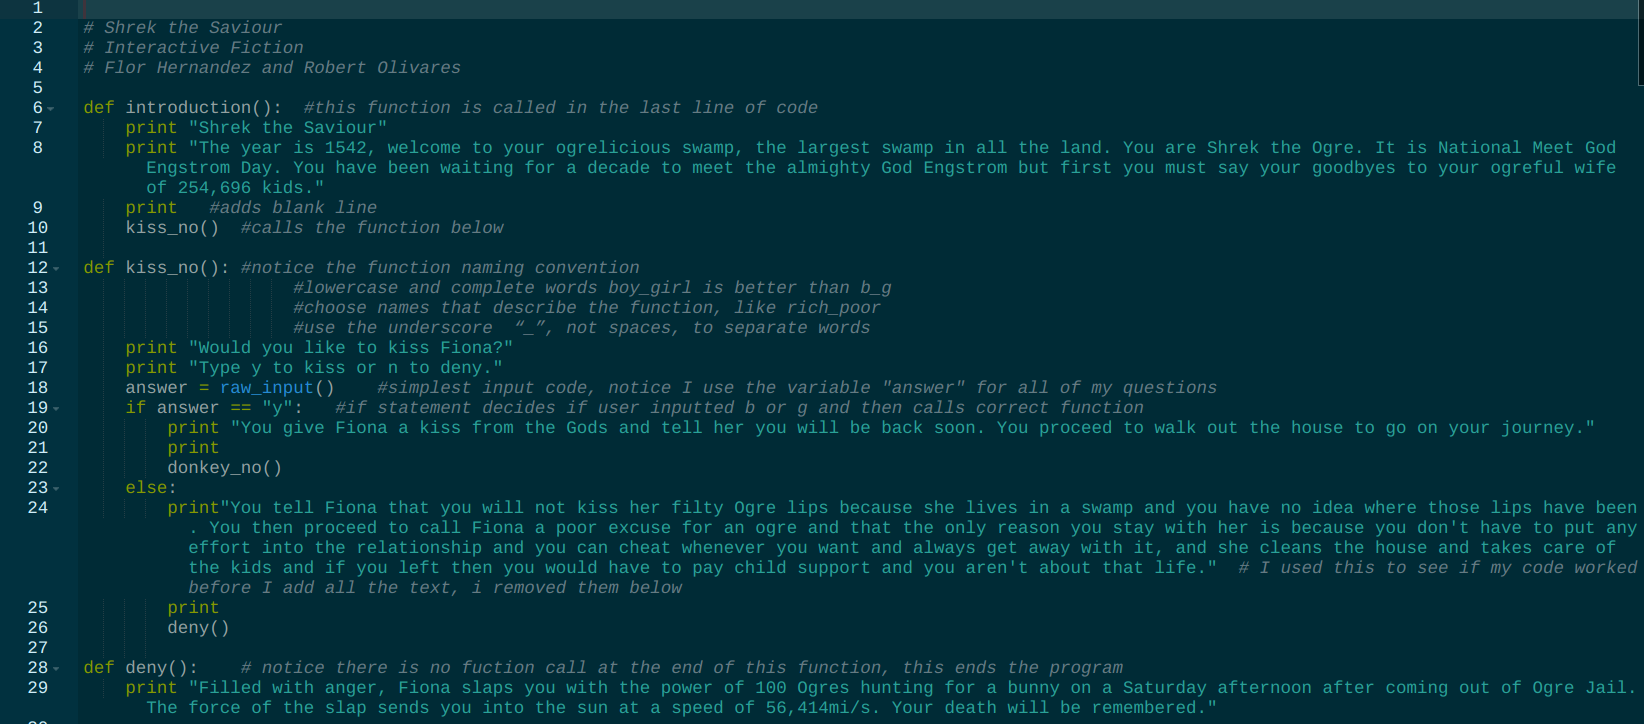 1
2 # Shrek the Saviour
3 # Interactive Fiction
4 # Flor Hernandez and Robert Olivares
5
6 def introduction():  #this function is called in the last line of code
7     print "Shrek the Saviour"
8     print "The year is 1542, welcome to your ogrelicious swamp, the largest swamp in all the land. You are Shrek the Ogre. It is National Meet God
Engstrom Day. You have been waiting for a decade to meet the almighty God Engstrom but first you must say your goodbyes to your ogreful wife
of 254,696 kids."
9     print   #adds blank line
10     kiss_no()  #calls the function below
11
12 def kiss_no(): #notice the function naming convention
13                     #lowercase and complete words boy_girl is better than b_g
14                     #choose names that describe the function, like rich_poor
15                     #use the underscore  “_”, not spaces, to separate words
16     print "Would you like to kiss Fiona?"
17     print "Type y to kiss or n to deny."
18     answer = raw_input()    #simplest input code, notice I use the variable "answer" for all of my questions
19     if answer == "y":   #if statement decides if user inputted b or g and then calls correct function
20         print "You give Fiona a kiss from the Gods and tell her you will be back soon. You proceed to walk out the house to go on your journey."
21         print
22         donkey_no()
23     else:
24         print"You tell Fiona that you will not kiss her filty Ogre lips because she lives in a swamp and you have no idea where those lips have been
. You then proceed to call Fiona a poor excuse for an ogre and that the only reason you stay with her is because you don't have to put any
effort into the relationship and you can cheat whenever you want and always get away with it, and she cleans the house and takes care of
the kids and if you left then you would have to pay child support and you aren't about that life."  # I used this to see if my code worked
before I add all the text, i removed them below
25         print
26         deny()
27
28 def deny():    # notice there is no fuction call at the end of this function, this ends the program
29     print "Filled with anger, Fiona slaps you with the power of 100 Ogres hunting for a bunny on a Saturday afternoon after coming out of Ogre Jail.
The force of the slap sends you into the sun at a speed of 56,414mi/s. Your death will be remembered."